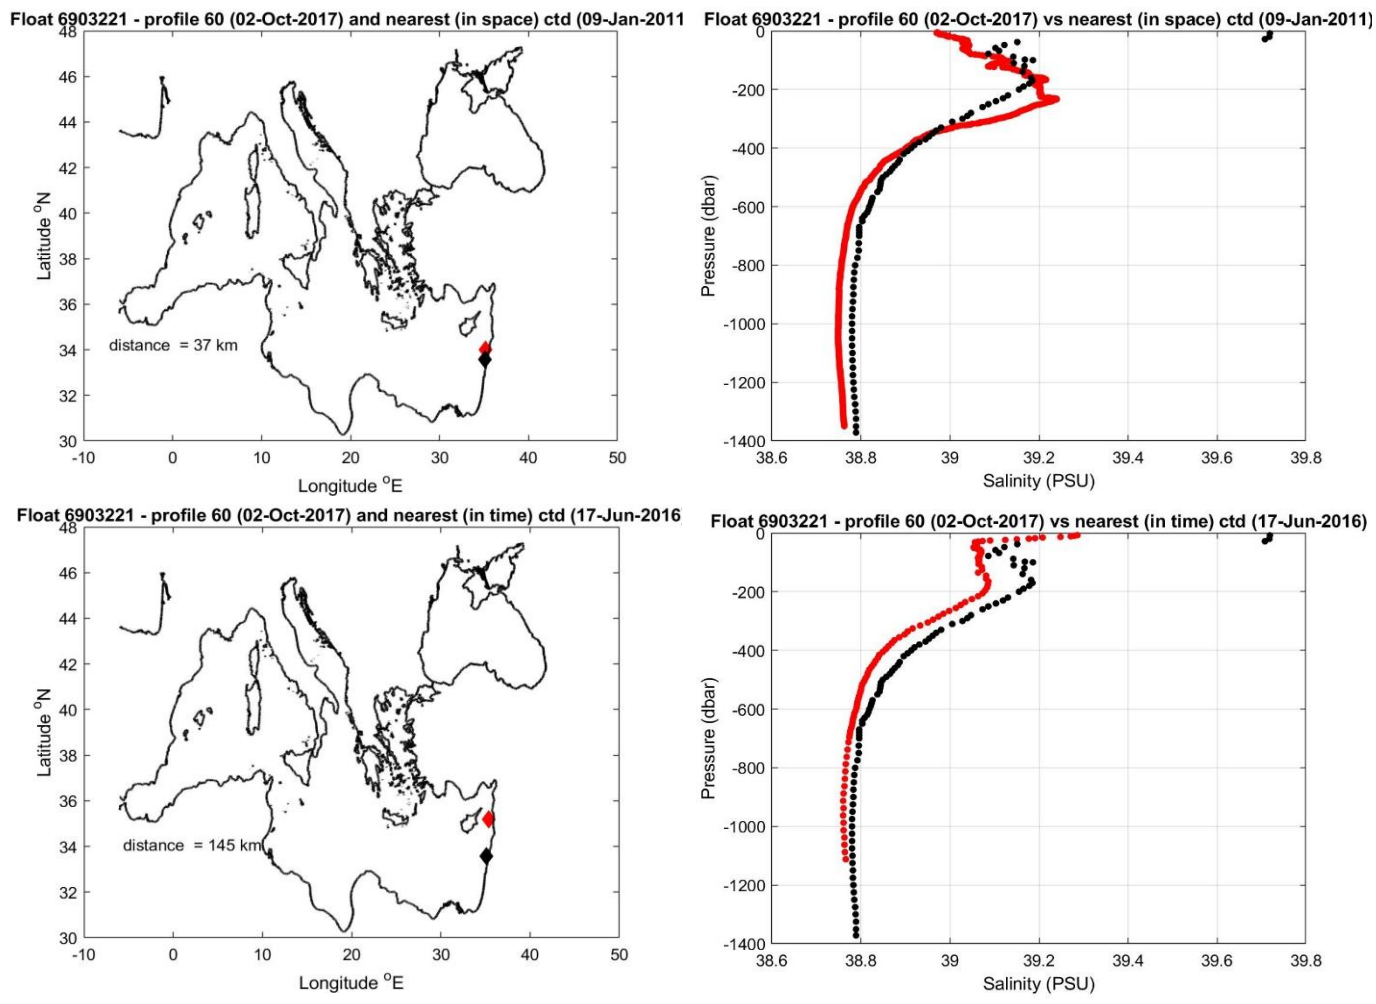 Float 6903221 - profile 60 (02-Oct-2017) and nearest (in space) ctd (09-Jan-2011
48
46
44
42
40
38
36
34
32
30
Latitude °N
distance = 37 km
-10 0 10 20 30 40 50
Longitude °E
Float 6903221 - profile 60 (02-Oct-2017) vs nearest (in space) ctd (09-Jan-2011)
0
-200
-400
-600
-800
-1000
-1200
-1400
Pressure (dbar)
38.6 38.8 39 39.2 39.4 39.6 39.8
Salinity (PSU)
Float 6903221 - profile 60 (02-Oct-2017) and nearest (in time) ctd (17-Jun-2016
48
46
44
42
40
38
36
34
32
30
Latitude °N
distance = 145 km
-10 0 10 20 30 40 50
Longitude °E
Float 6903221 - profile 60 (02-Oct-2017) vs nearest (in time) ctd (17-Jun-2016)
0
-200
-400
-600
-800
-1000
-1200
-1400
Pressure (dbar)
38.6 38.8 39 39.2 39.4 39.6 39.8
Salinity (PSU)